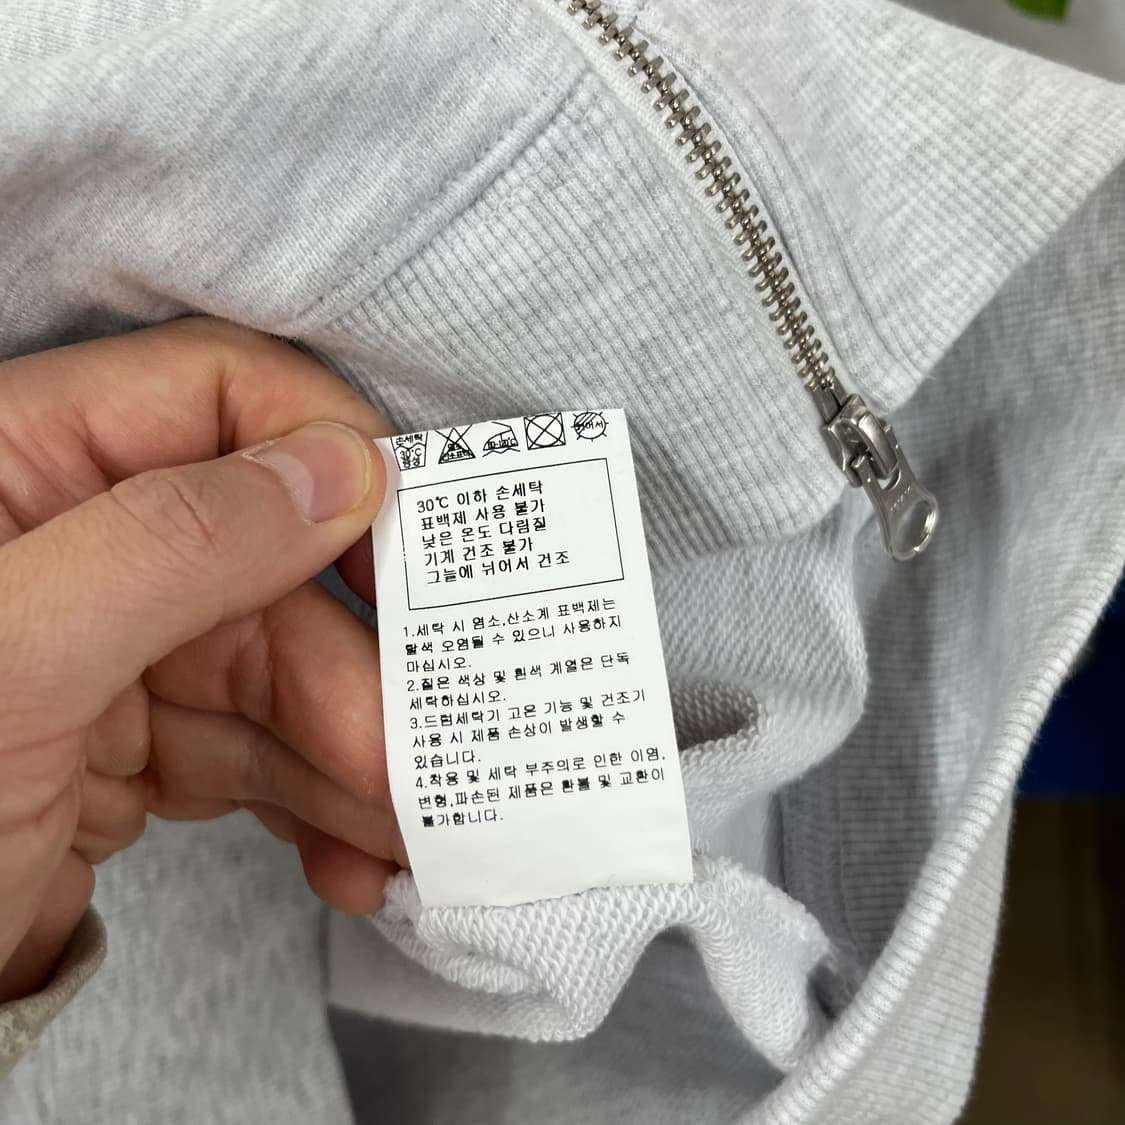 손세탁
30℃
중성
30℃ 이하 손세탁
표백제 사용 불가
낮은 온도 다림질
기계 건조 불가
그늘에 뉘어서 건조
1.세탁 시 염소,산소계 표백제는
탈색 오염될 수 있으니 사용하지
마십시오.
2.짙은 색상 및 흰색 계열은 단독
세탁하십시오.
3.드럼세탁기 고온 기능 및 건조기
사용 시 제품 손상이 발생할 수
있습니다.
4.착용 및 세탁 부주의로 인한 이염,
변형,파손된 제품은 환불 및 교환이
불가합니다.